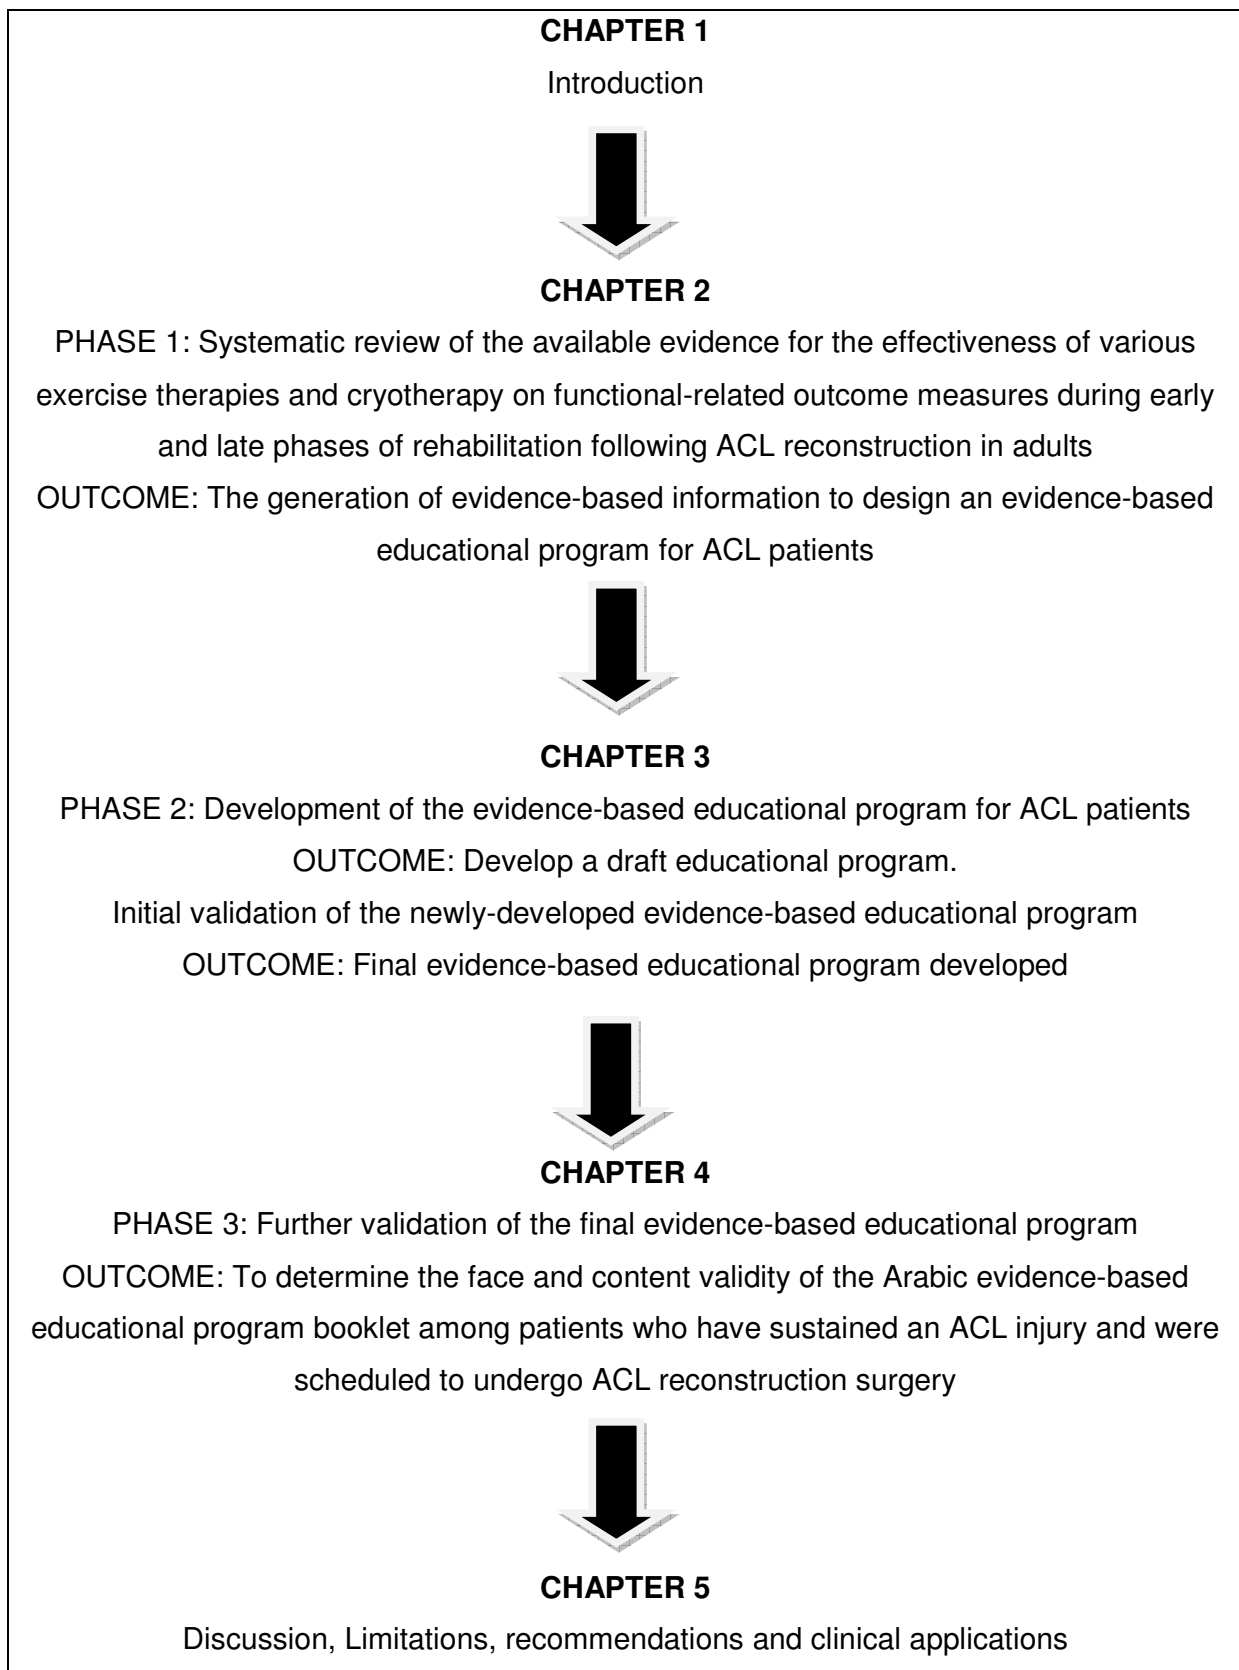 CHAPTER 1
Introduction
CHAPTER 2
PHASE 1: Systematic review of the available evidence for the effectiveness of various
exercise therapies and cryotherapy on functional-related outcome measures during early
and late phases of rehabilitation following ACL reconstruction in adults
OUTCOME: The generation of evidence-based information to design an evidence-based
educational program for ACL patients
CHAPTER 3
PHASE 2: Development of the evidence-based educational program for ACL patients
OUTCOME: Develop a draft educational program.
Initial validation of the newly-developed evidence-based educational program
OUTCOME: Final evidence-based educational program developed
CHAPTER 4
PHASE 3: Further validation of the final evidence-based educational program
OUTCOME: To determine the face and content validity of the Arabic evidence-based
educational program booklet among patients who have sustained an ACL injury and were
scheduled to undergo ACL reconstruction surgery
CHAPTER 5
Discussion, Limitations, recommendations and clinical applications